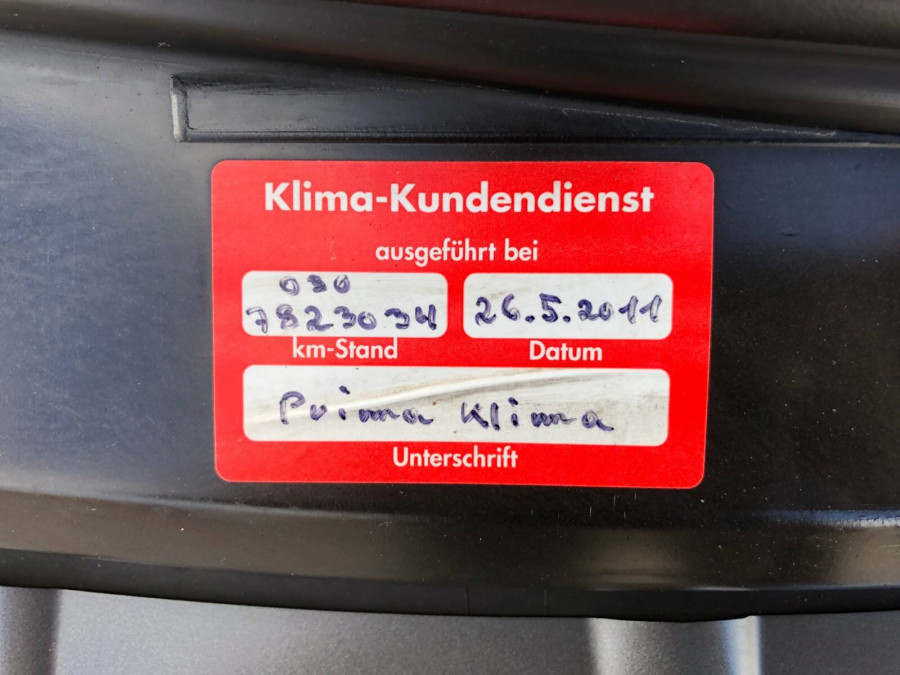 Klima-Kundendienst
ausgeführt bei
030
7823034 26.5.2011
km-Stand Datum
Prima Klima
Unterschrift